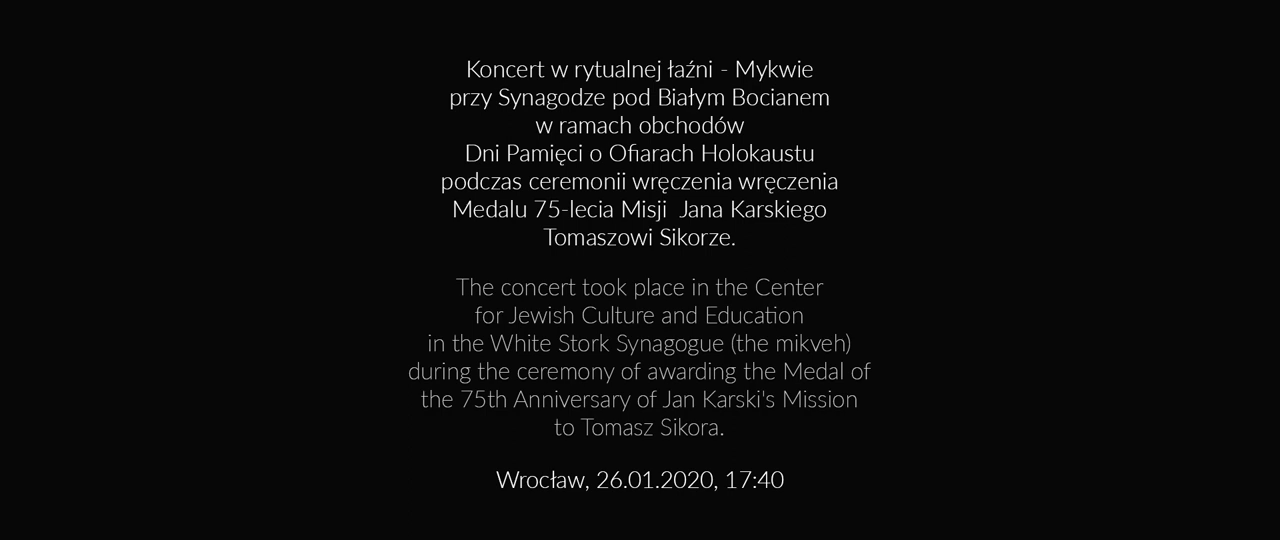 Koncert w rytualnej łaźni - Mykwie
przy Synagodze pod Białym Bocianem
w ramach obchodów
Dni Pamięci o Ofiarach Holokaustu
podczas ceremonii wręczenia wręczenia
Medalu 75-lecia Misji  Jana Karskiego
Tomaszowi Sikorze.
The concert took place in the Center
for Jewish Culture and Education
in the White Stork Synagogue (the mikveh)
during the ceremony of awarding the Medal of
the 75th Anniversary of Jan Karski's Mission
to Tomasz Sikora.
Wrocław, 26.01.2020, 17:40